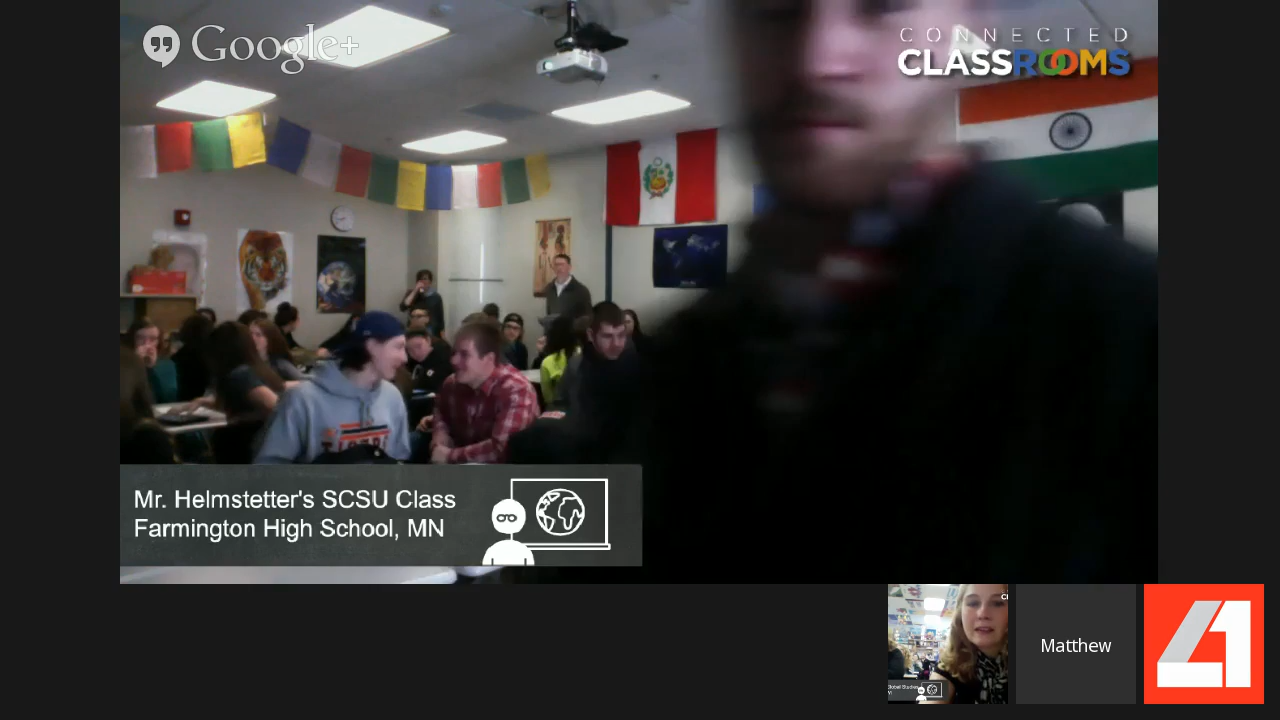 Google+
CONNECTED
CLASSROOMS
Mr. Helmstetter's SCSU Class
Farmington High School, MN
Matthew